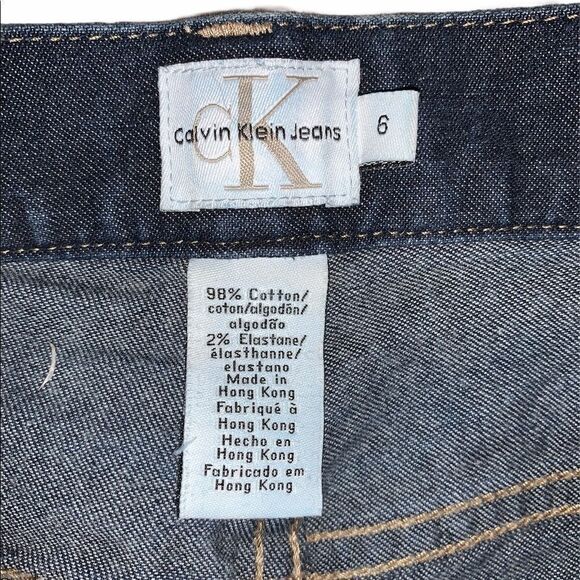 CK
Calvin Klein Jeans
6
98% Cotton/
coton/algodón/
algodão
2% Elastane/
élasthanne/
elastano
Made in
Hong Kong
Fabriqué à
Hong Kong
Hecho en
Hong Kong
Fabricado em
Hong Kong